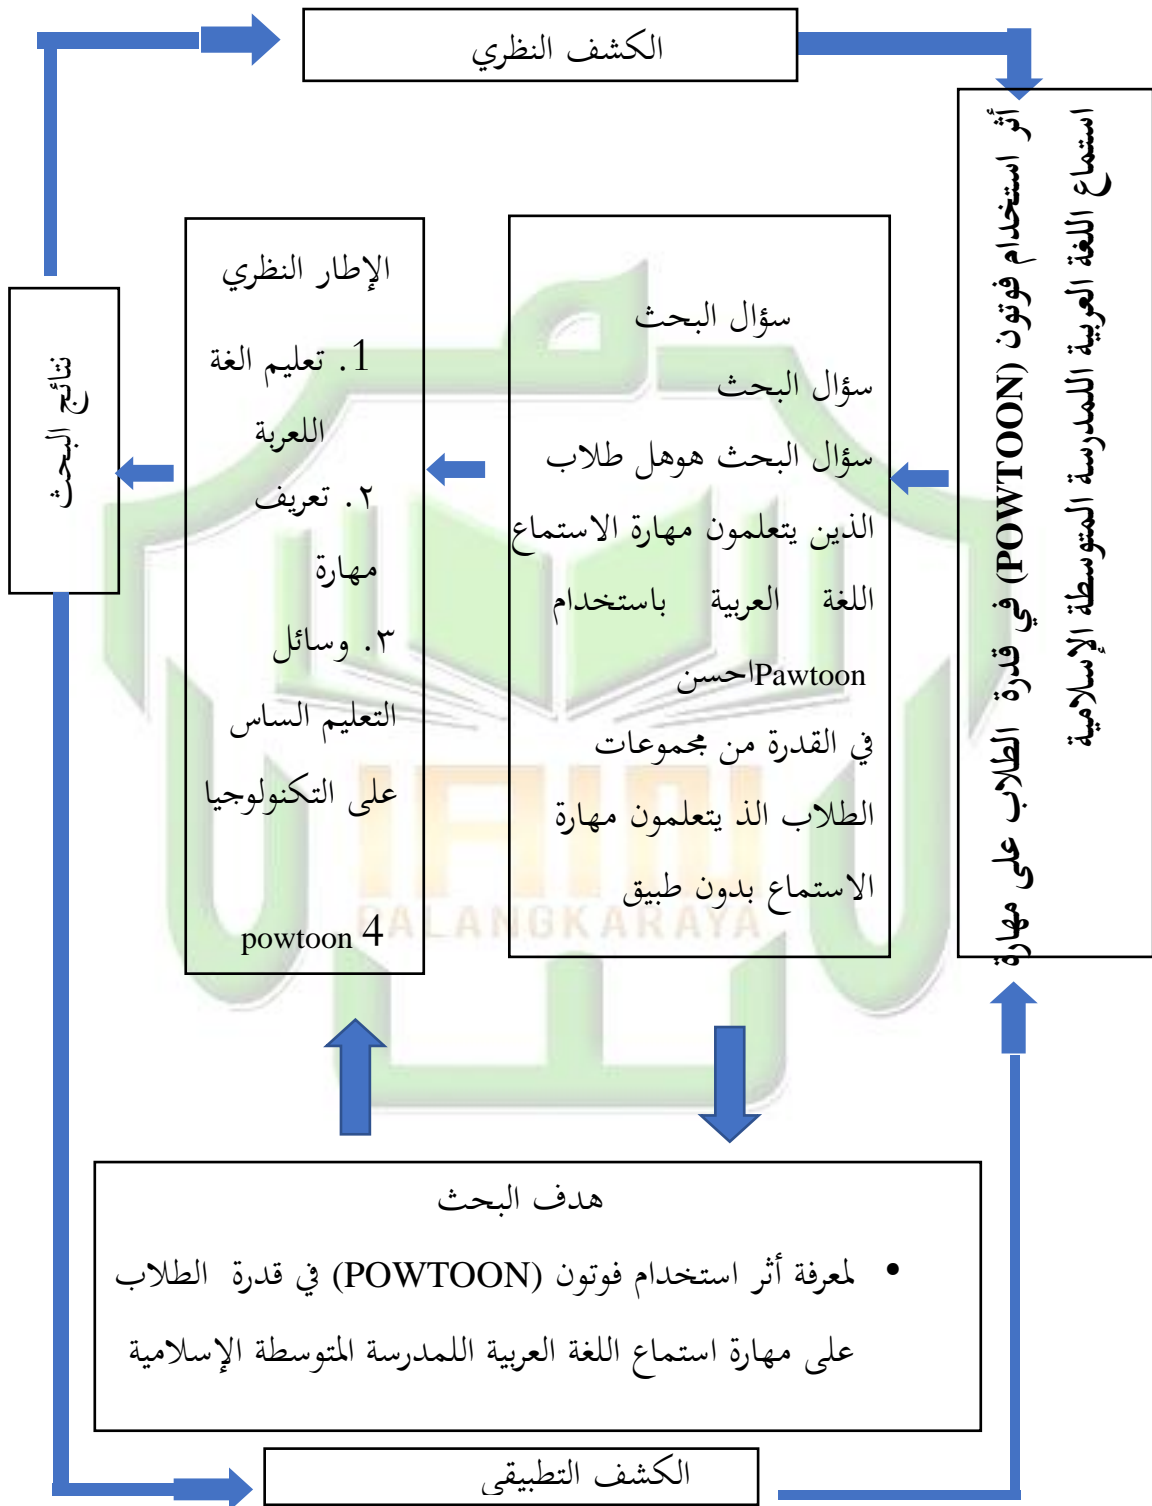 الكشف النظري
أثر استخدام فوتون (POWTOON) في قدرة الطلاب على مهارة
استماع اللغة العربية اللمدرسة المتوسطة الإسلامية
سؤال البحث
سؤال البحث
سؤال البحث هوهل طلاب
الذين يتعلمون مهارة الاستماع
اللغة العربية باستخدام
Pawtoonاحسن
في القدرة من مجموعات
الطلاب الذ يتعلمون مهارة
الاستماع بدون طبيق
الإطار النظري
1. تعليم الغة
اللعربة
٢. تعريف
مهارة
٣. وسائل
التعليم الساس
على التكنولوجيا
powtoon 4
نتائج البحث
PALANGKARAYA
هدف البحث
• لمعرفة أثر استخدام فوتون (POWTOON) في قدرة الطلاب
على مهارة استماع اللغة العربية اللمدرسة المتوسطة الإسلامية
الكشف التطبيقي